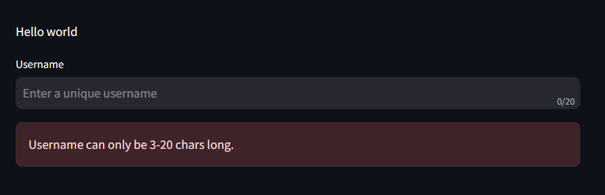 Hello world
Username
Enter a unique username
0/20
Username can only be 3-20 chars long.